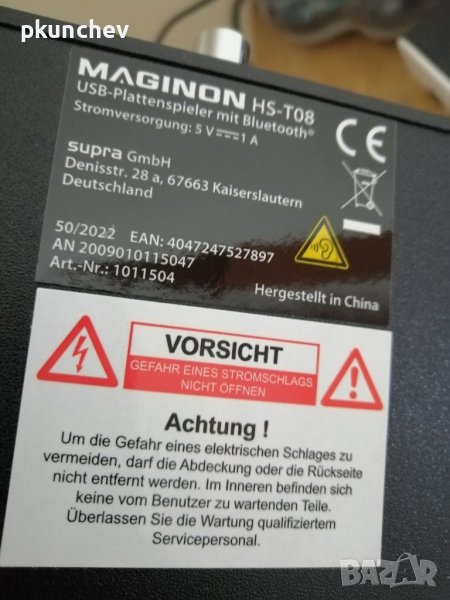 pkunchev
MAGINON HS-T08
USB-Plattenspieler mit Bluetooth®
Stromversorgung: 5 V⎓1 A
CE
supra GmbH
Denisstr. 28 a, 67663 Kaiserslautern
Deutschland
50/2022 EAN: 4047247527897
AN 2009010115047
Art.-Nr.: 1011504
Hergestellt in China
VORSICHT
GEFAHR EINES STROMSCHLAGS
NICHT ÖFFNEN
Achtung !
Um die Gefahr eines elektrischen Schlages zu
vermeiden, darf die Abdeckung oder die Rückseite
nicht entfernt werden. Im Inneren befinden sich
keine vom Benutzer zu wartenden Teile.
Überlassen Sie die Wartung qualifiziertem
Servicepersonal.
BAZAR